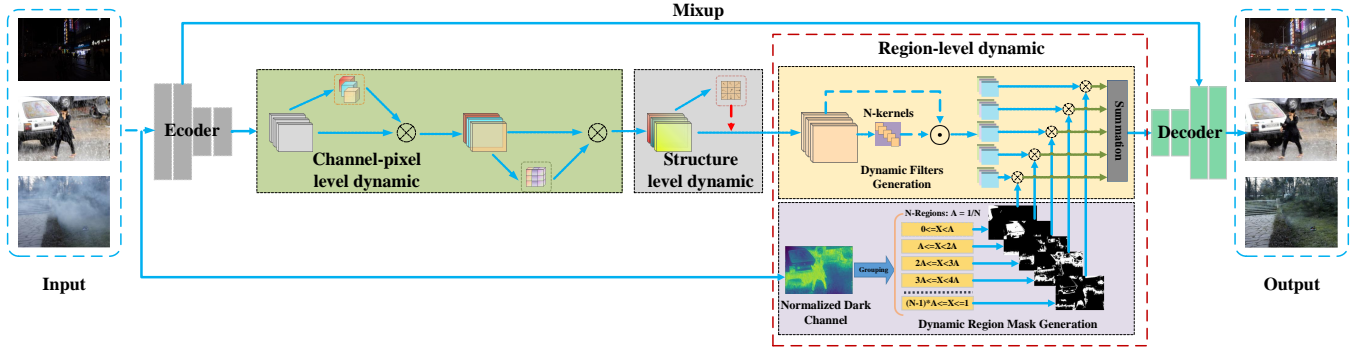 Mixup
Region-level dynamic
Ecoder
N-kernels
Channel-pixel
level dynamic
Structure
level dynamic
Dynamic Filters
Generation
Summation
Decoder
Input
N-Regions: A = 1/N
0<=X<A
A<=X<2A
2A<=X<3A
3A<=X<4A
(N-1)*A<=X<=1
Grouping
Normalized Dark
Channel
Dynamic Region Mask Generation
Output